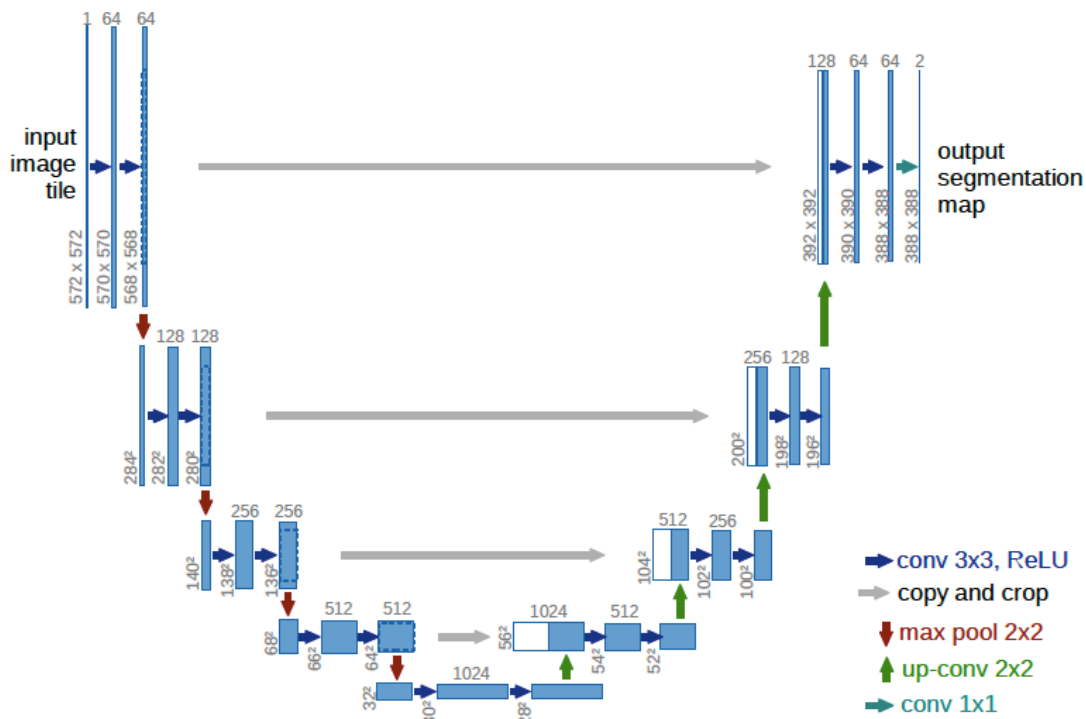 1 64 64
128 64 64 2
input
image
tile
output
segmentation
map
572 x 572
570 x 570
568 x 568
392 x 392
390 x 390
388 x 388
388 x 388
128 128
256 128
284²
282²
280²
200²
198²
196²
256 256
512 256
140²
138²
136²
104²
102²
100²
512 512
1024 512
68²
66²
64²
56²
54²
52²
1024
32²
conv 3x3, ReLU
copy and crop
max pool 2x2
up-conv 2x2
conv 1x1